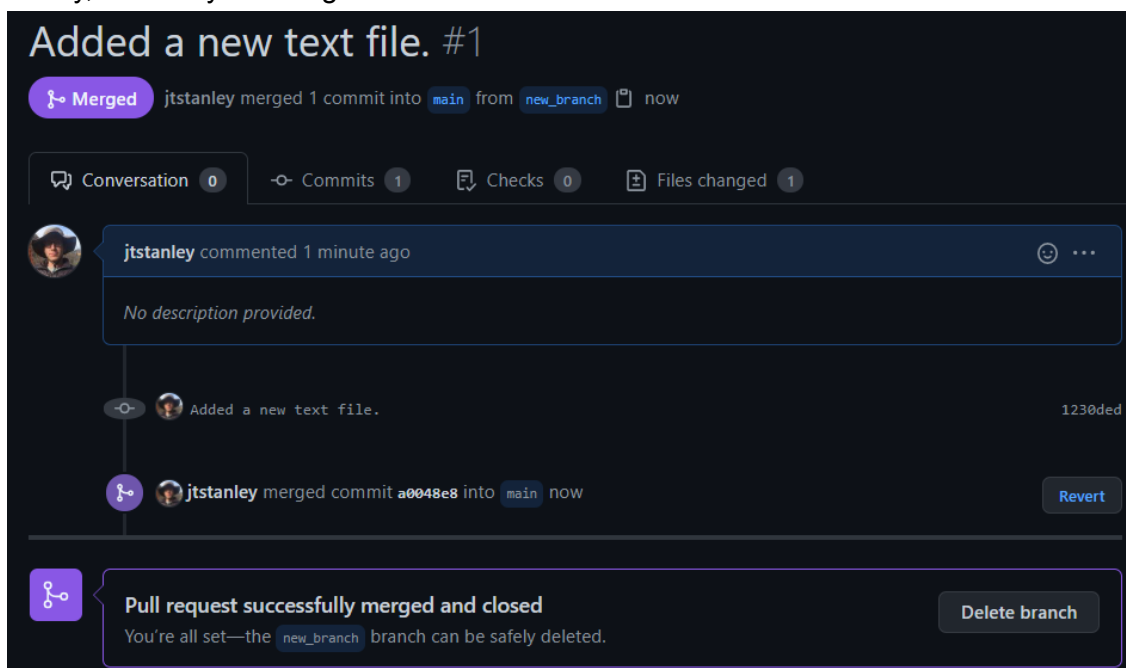 Added a new text file. #1
Merged jtstanley merged 1 commit into main from new_branch now
Conversation 0 Commits 1 Checks 0 Files changed 1
jtstanley commented 1 minute ago
No description provided.
Added a new text file. 1230ded
jtstanley merged commit a0048e8 into main now Revert
Pull request successfully merged and closed
You're all set—the new_branch branch can be safely deleted.
Delete branch